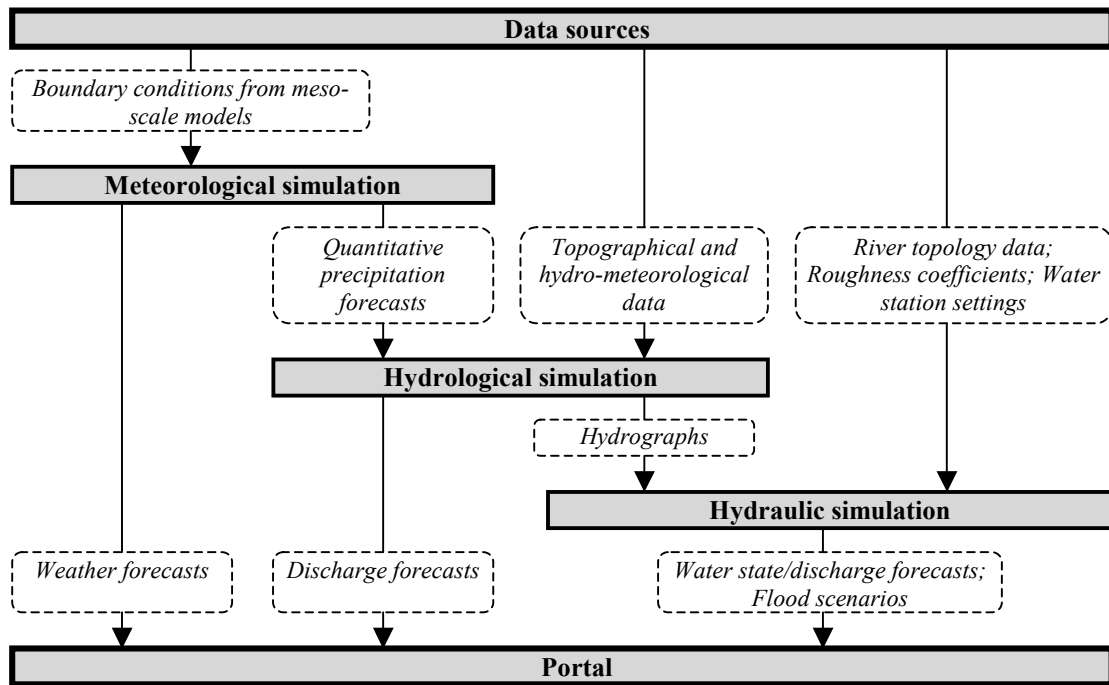 Data sources
Boundary conditions from meso-
scale models
Meteorological simulation
Quantitative
precipitation
forecasts
Topographical and
hydro-meteorological
data
River topology data;
Roughness coefficients; Water
station settings
Hydrological simulation
Hydrographs
Hydraulic simulation
Weather forecasts
Discharge forecasts
Water state/discharge forecasts;
Flood scenarios
Portal